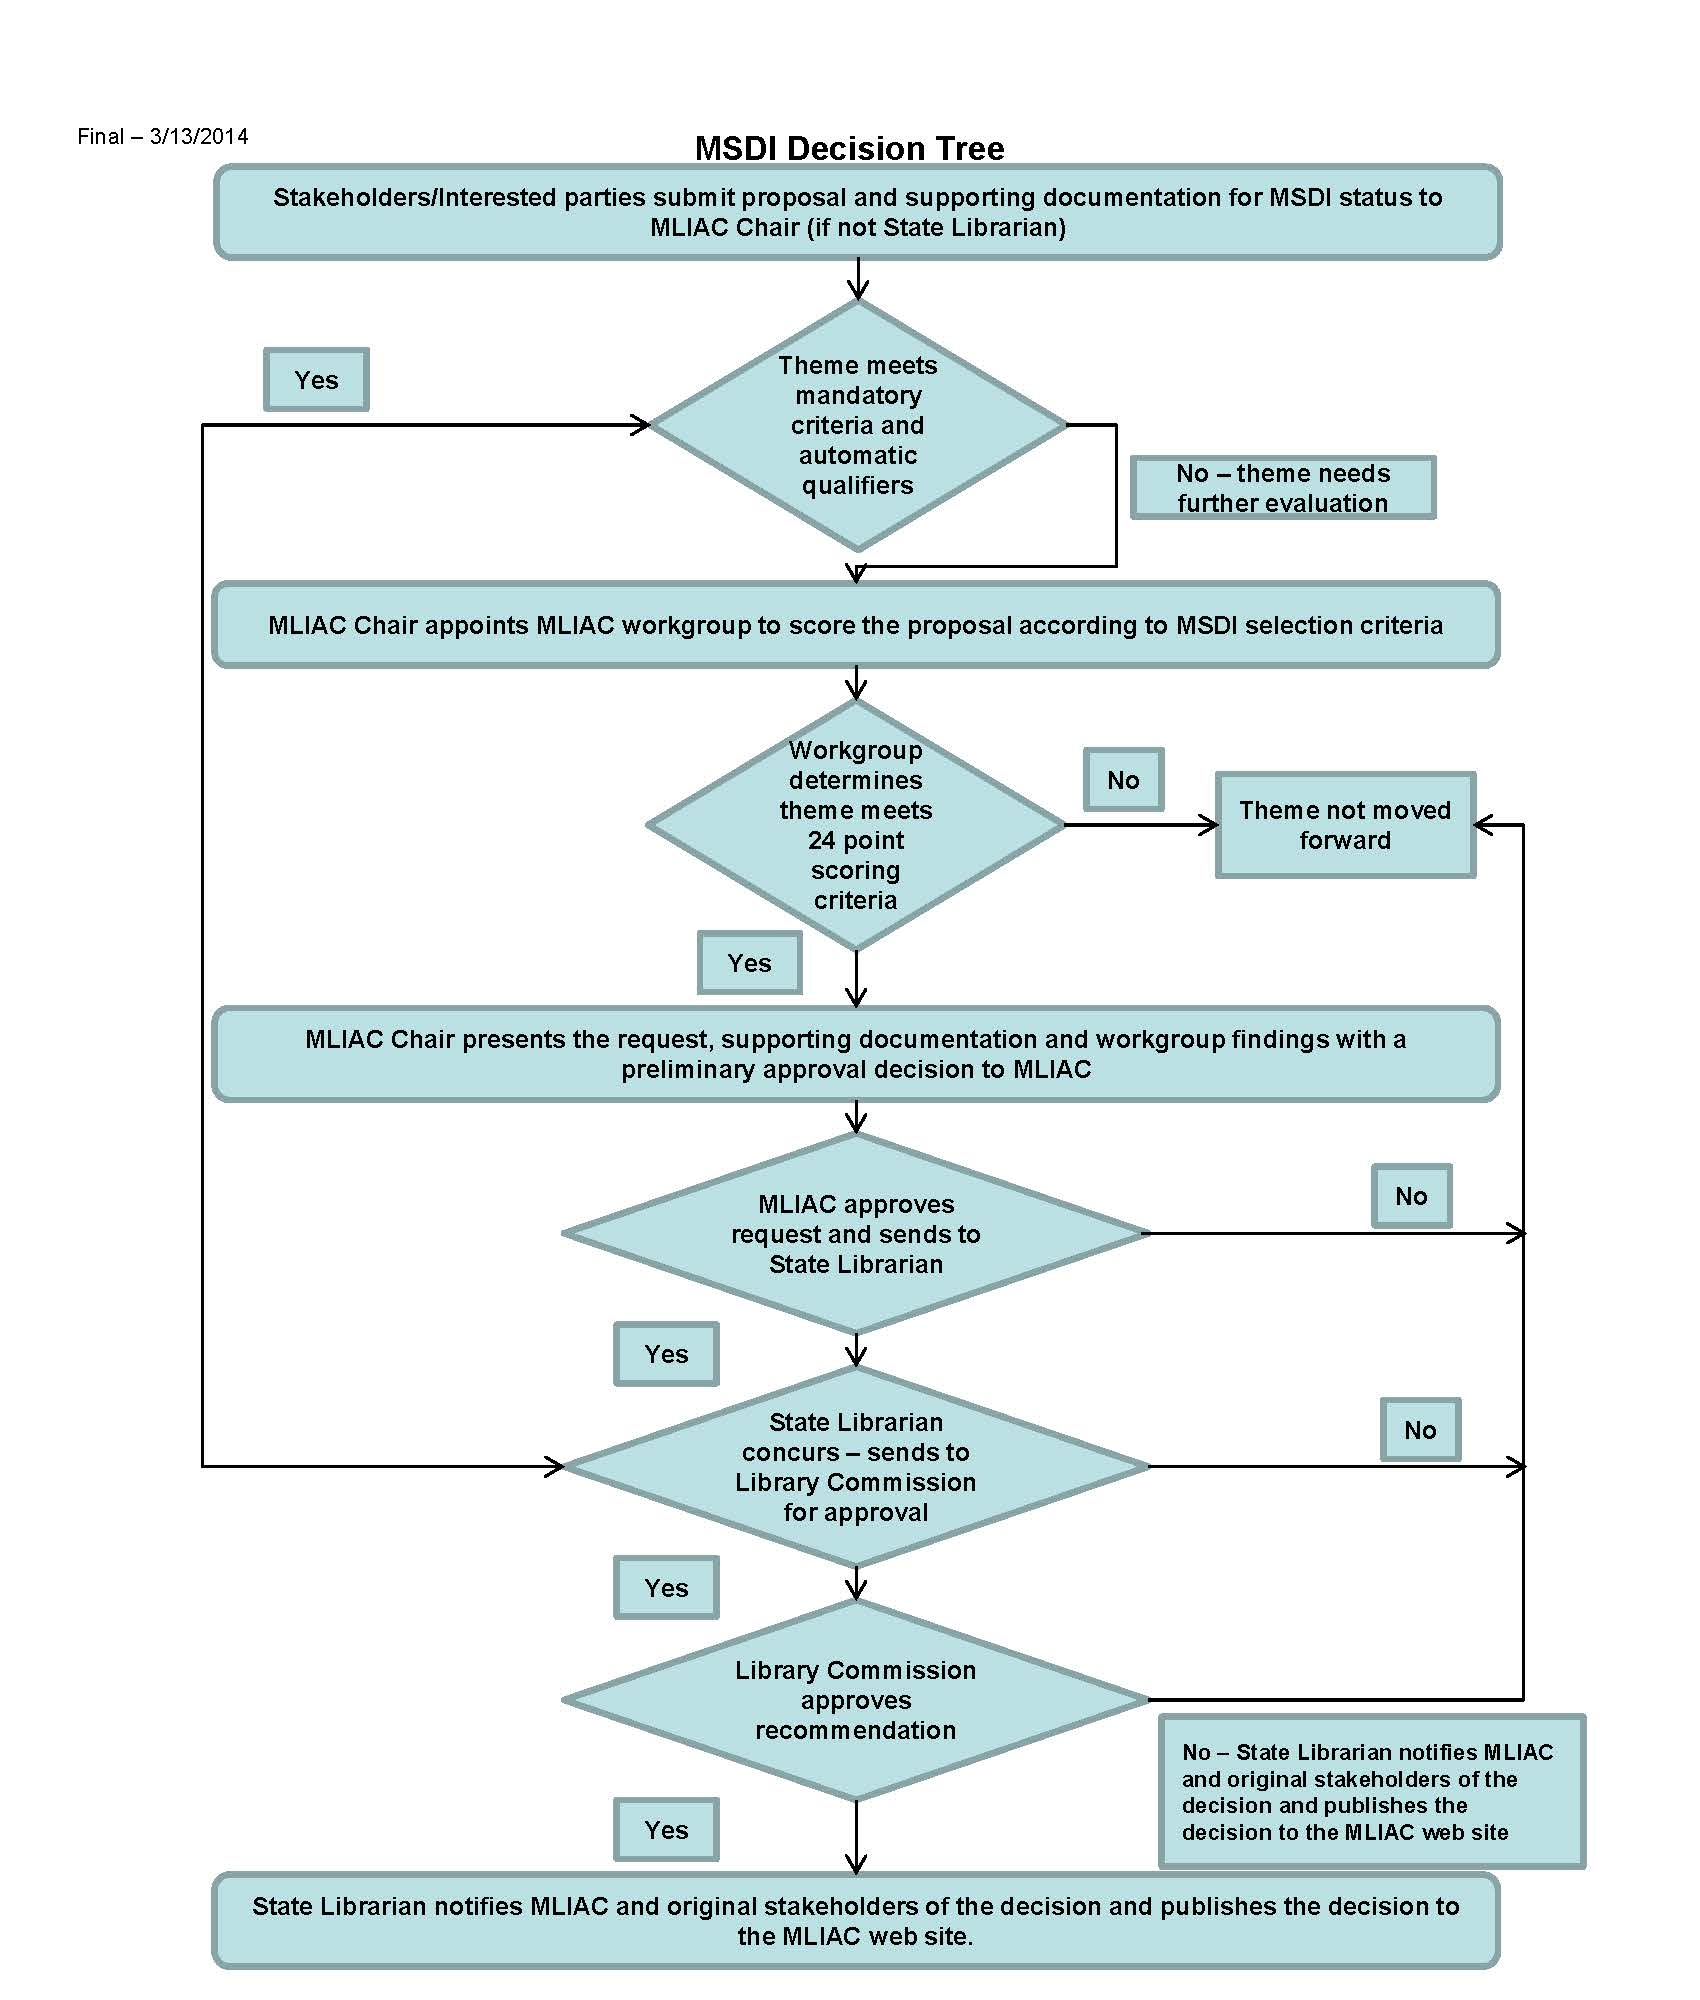 Final – 3/13/2014
MSDI Decision Tree
Stakeholders/Interested parties submit proposal and supporting documentation for MSDI status to
MLIAC Chair (if not State Librarian)
Yes
Theme meets
mandatory
criteria and
automatic
qualifiers
No – theme needs
further evaluation
MLIAC Chair appoints MLIAC workgroup to score the proposal according to MSDI selection criteria
Workgroup
determines
theme meets
24 point
scoring
criteria
No
Theme not moved
forward
Yes
MLIAC Chair presents the request, supporting documentation and workgroup findings with a
preliminary approval decision to MLIAC
MLIAC approves
request and sends to
State Librarian
No
Yes
State Librarian
concurs – sends to
Library Commission
for approval
No
Yes
Library Commission
approves
recommendation
No – State Librarian notifies MLIAC
and original stakeholders of the
decision and publishes the
decision to the MLIAC web site
Yes
State Librarian notifies MLIAC and original stakeholders of the decision and publishes the decision to
the MLIAC web site.